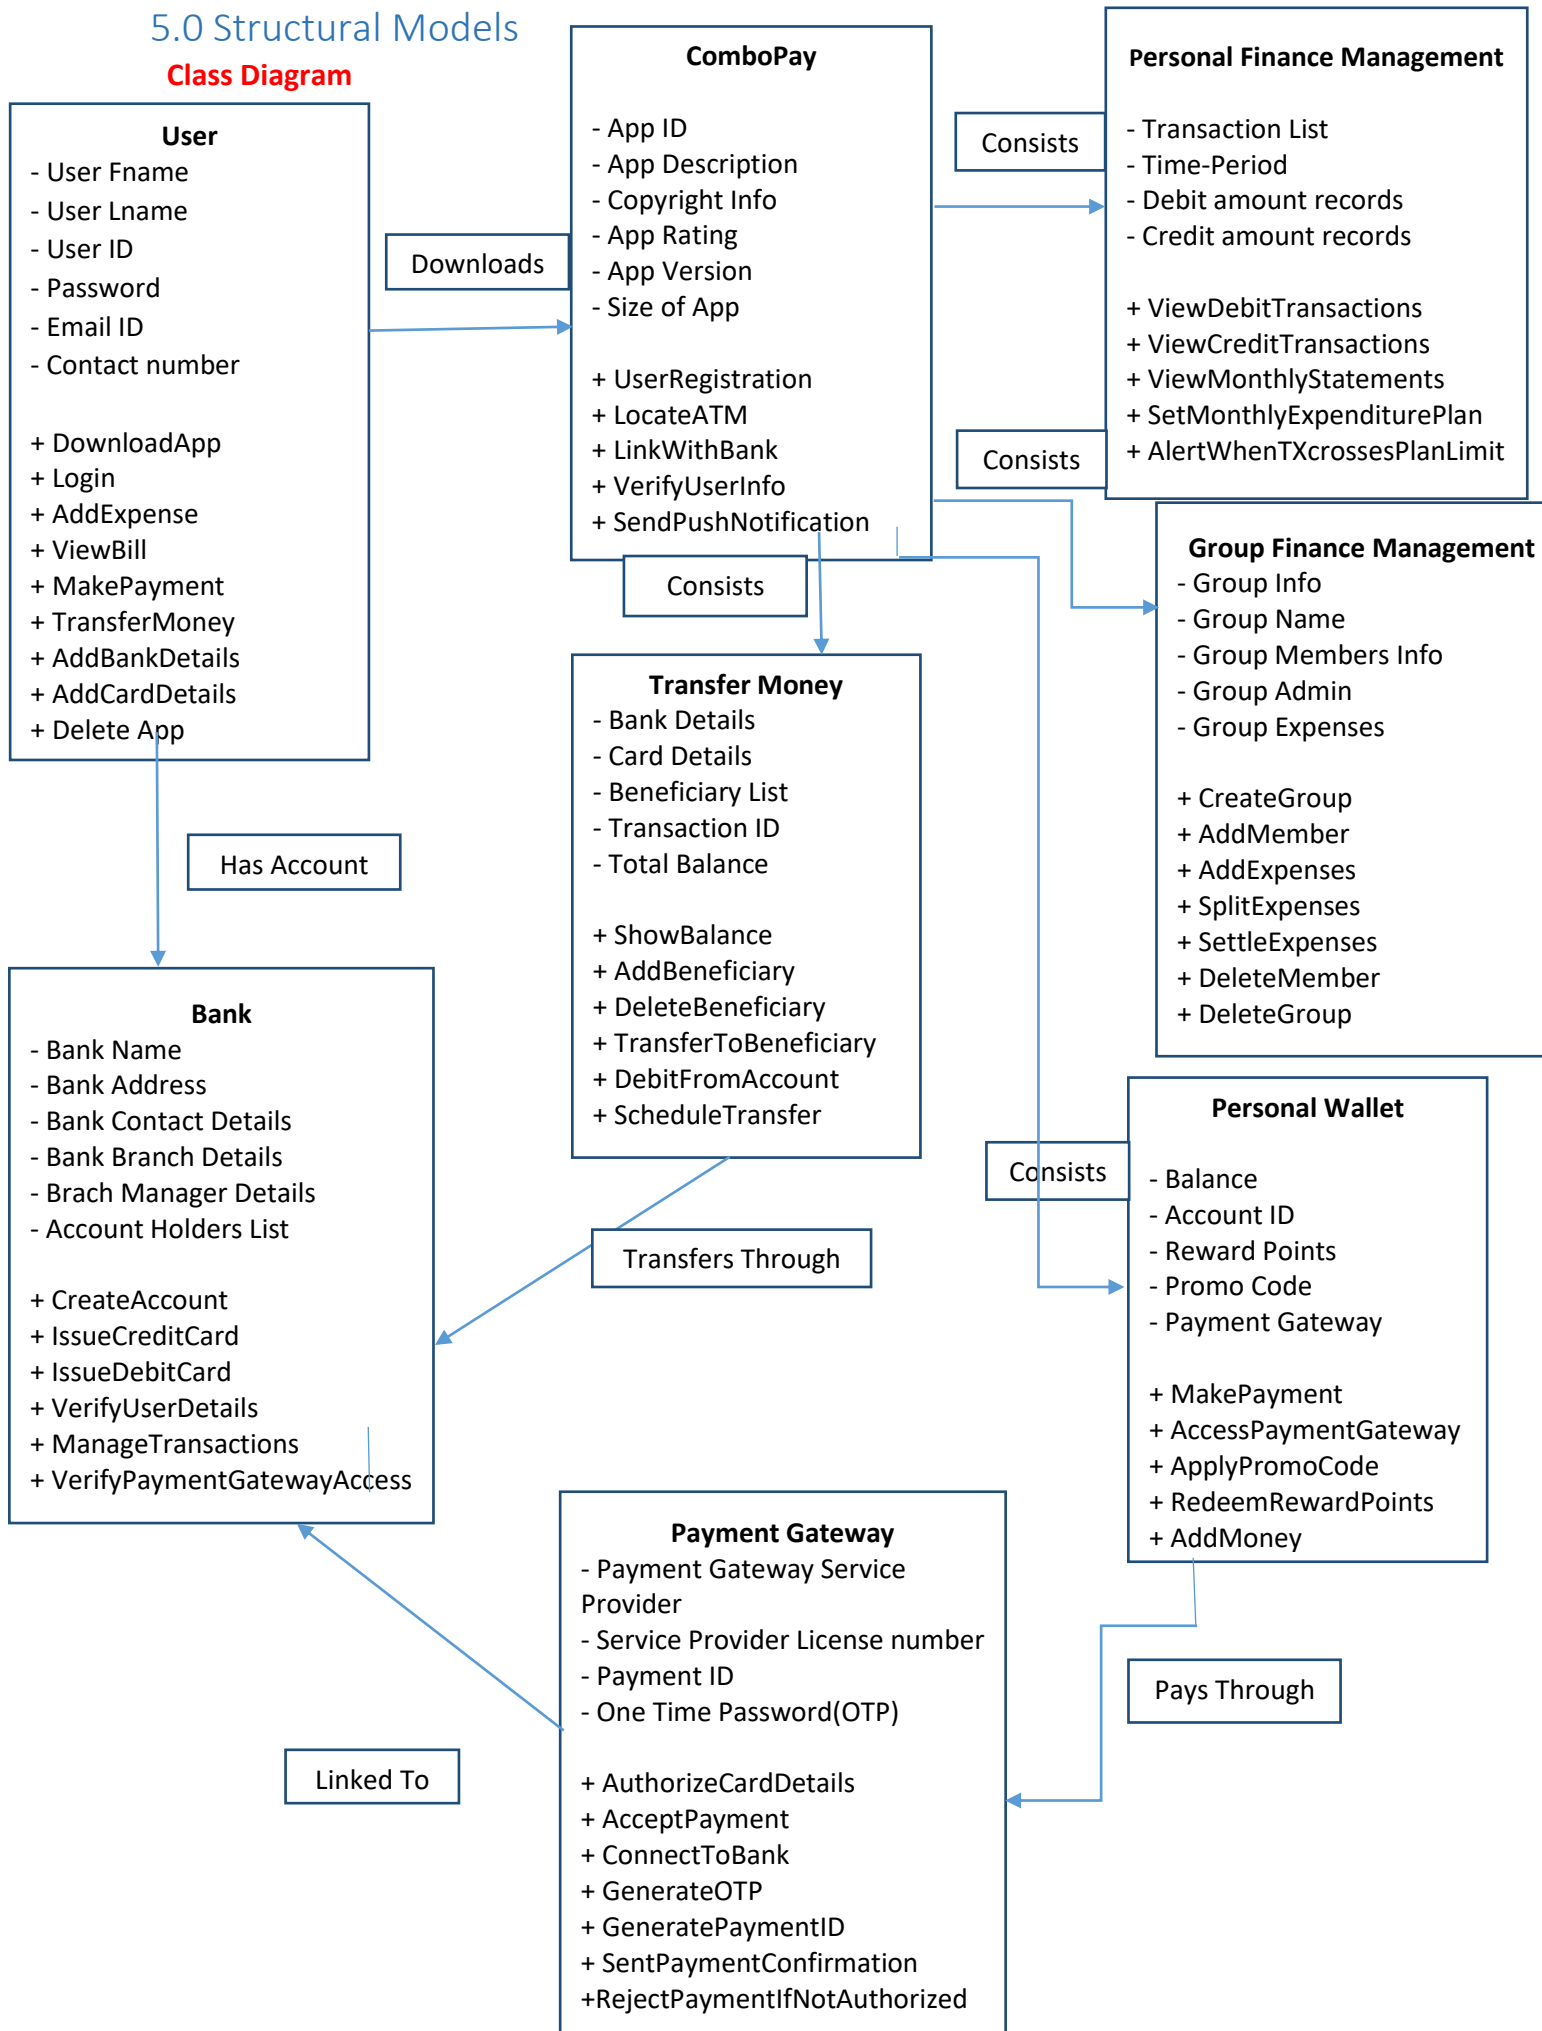 5.0 Structural Models
Class Diagram
User
- User Fname
- User Lname
- User ID
- Password
- Email ID
- Contact number
+ DownloadApp
+ Login
+ AddExpense
+ ViewBill
+ MakePayment
+ TransferMoney
+ AddBankDetails
+ AddCardDetails
+ Delete App
Downloads
ComboPay
- App ID
- App Description
- Copyright Info
- App Rating
- App Version
- Size of App
+ UserRegistration
+ LocateATM
+ LinkWithBank
+ VerifyUserInfo
+ SendPushNotification
Consists
Personal Finance Management
- Transaction List
- Time-Period
- Debit amount records
- Credit amount records
+ ViewDebitTransactions
+ ViewCreditTransactions
+ ViewMonthlyStatements
+ SetMonthlyExpenditurePlan
+ AlertWhenTXcrossesPlanLimit
Consists
Group Finance Management
- Group Info
- Group Name
- Group Members Info
- Group Admin
- Group Expenses
+ CreateGroup
+ AddMember
+ AddExpenses
+ SplitExpenses
+ SettleExpenses
+ DeleteMember
+ DeleteGroup
Consists
Transfer Money
- Bank Details
- Card Details
- Beneficiary List
- Transaction ID
- Total Balance
+ ShowBalance
+ AddBeneficiary
+ DeleteBeneficiary
+ TransferToBeneficiary
+ DebitFromAccount
+ ScheduleTransfer
Has Account
Bank
- Bank Name
- Bank Address
- Bank Contact Details
- Bank Branch Details
- Brach Manager Details
- Account Holders List
+ CreateAccount
+ IssueCreditCard
+ IssueDebitCard
+ VerifyUserDetails
+ ManageTransactions
+ VerifyPaymentGatewayAccess
Transfers Through
Consists
Personal Wallet
- Balance
- Account ID
- Reward Points
- Promo Code
- Payment Gateway
+ MakePayment
+ AccessPaymentGateway
+ ApplyPromoCode
+ RedeemRewardPoints
+ AddMoney
Pays Through
Linked To
Payment Gateway
- Payment Gateway Service
Provider
- Service Provider License number
- Payment ID
- One Time Password(OTP)
+ AuthorizeCardDetails
+ AcceptPayment
+ ConnectToBank
+ GenerateOTP
+ GeneratePaymentID
+ SentPaymentConfirmation
+RejectPaymentIfNotAuthorized